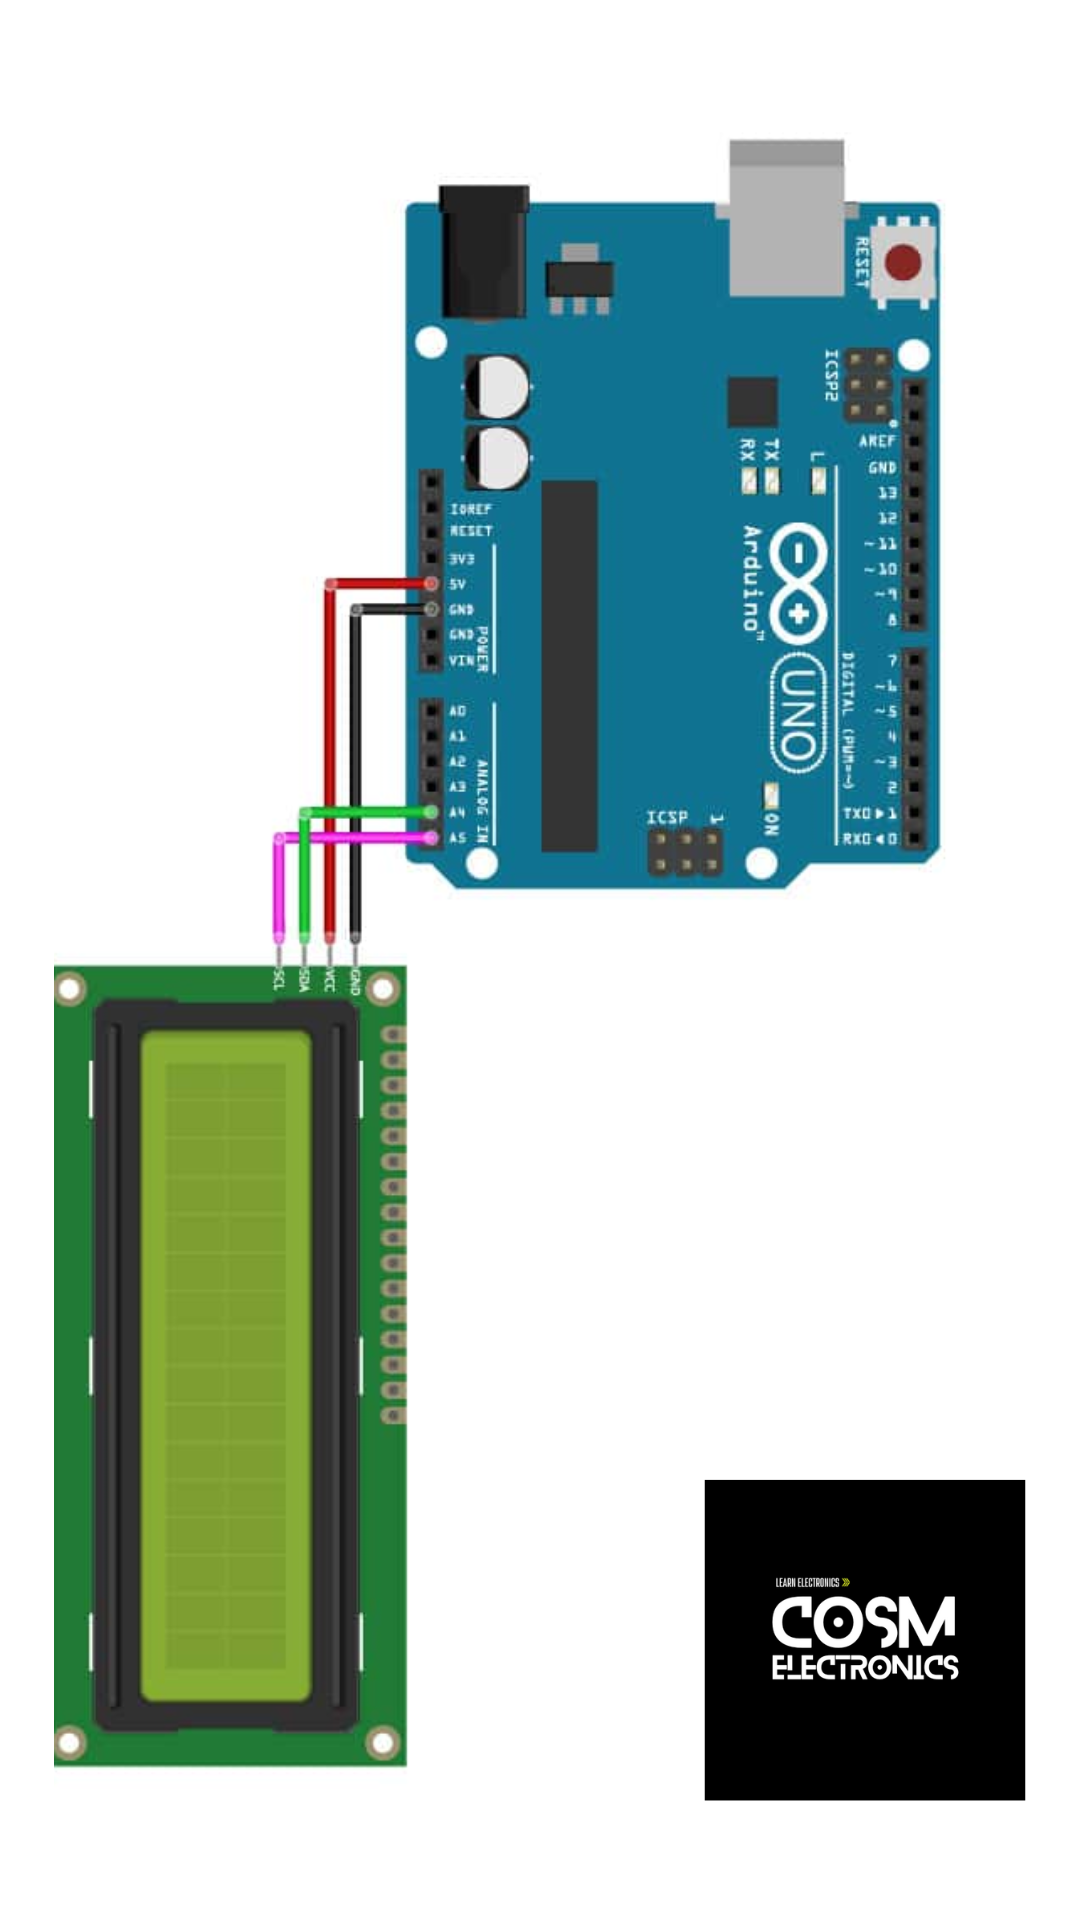 RESET
ICSP2
AREF
GND
13
12
~11
~10
~9
8
RX
TX
L
IOREF
RESET
3V3
5V
GND
GND
VIN
POWER
Arduino™
UNO
7
~6
~5
4
~3
2
TX0▶1
RX0◀0
DIGITAL (PWM=~)
A0
A1
A2
A3
A4
A5
ANALOG IN
ICSP
1
ON
SCL
SDA
VCC
GND
LEARN ELECTRONICS »
COSM
ELECTRONICS